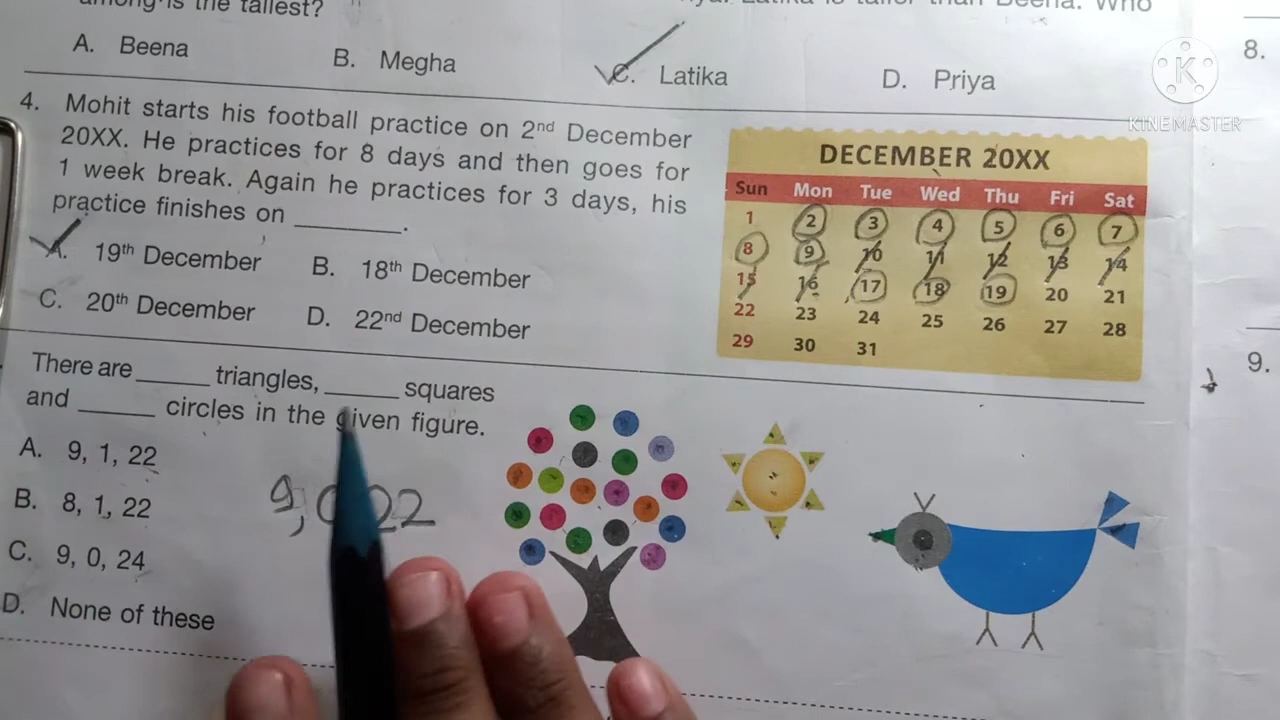 is the tallest?
Latika is taller than Beena. Who
A. Beena
B. Megha
C. Latika
D. Priya
8.
K
KINEMASTER
4. Mohit starts his football practice on 2nd December
20XX. He practices for 8 days and then goes for
1 week break. Again he practices for 3 days, his
practice finishes on ________.
A. 19th December
B. 18th December
C. 20th December
D. 22nd December
DECEMBER 20XX
Sun Mon Tue Wed Thu Fri Sat
1 2 3 4 5 6 7
8 9 10 11 12 13 14
15 16 17 18 19 20 21
22 23 24 25 26 27 28
29 30 31
9.
There are _____ triangles, _____ squares
and _____ circles in the given figure.
A. 9, 1, 22
B. 8, 1, 22
C. 9, 0, 24
D. None of these
9, 22